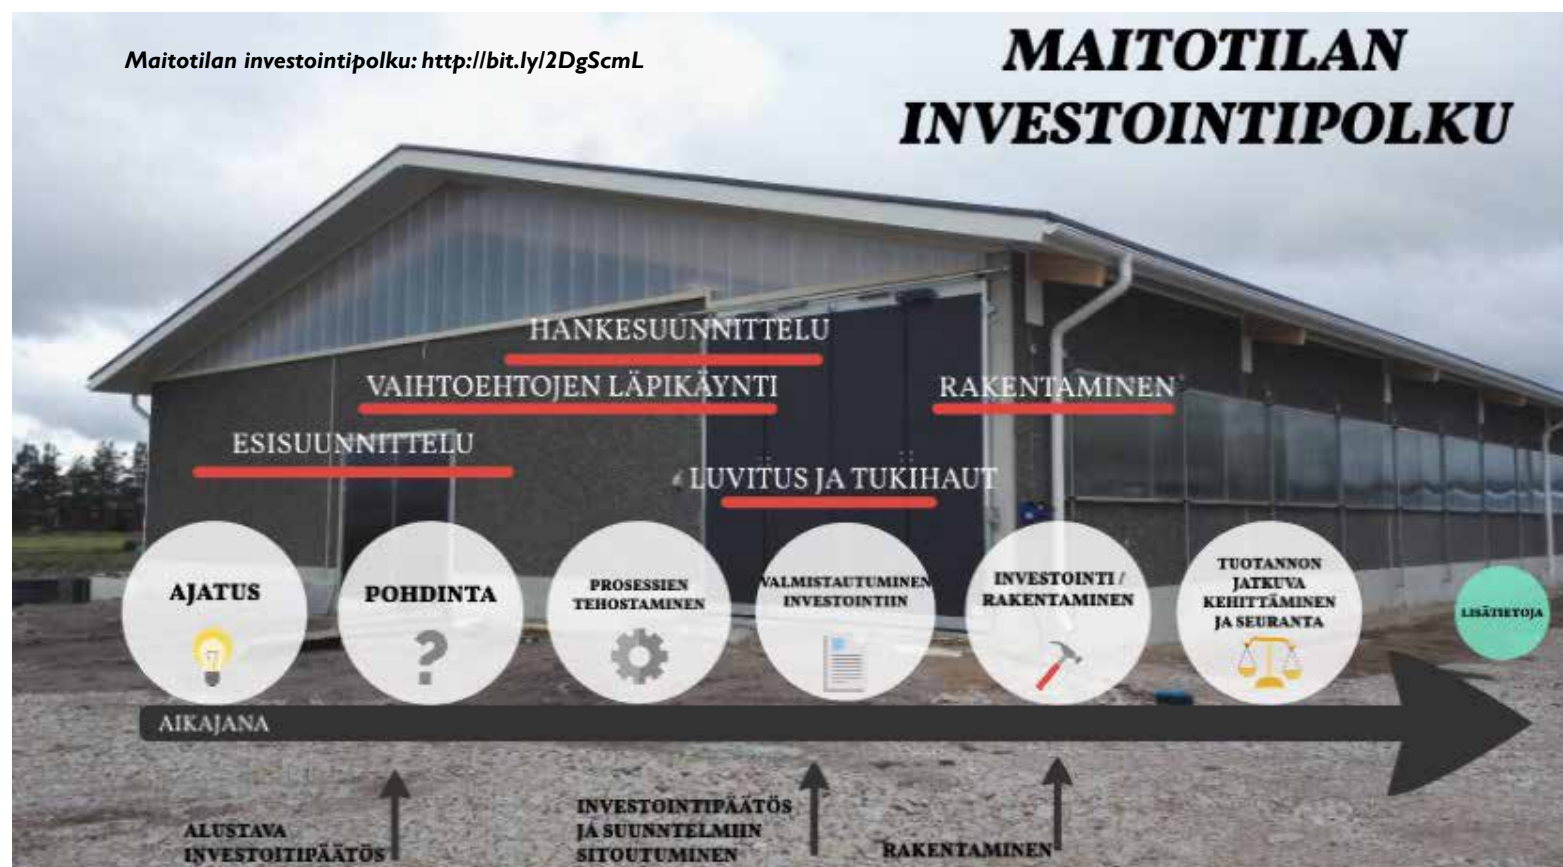 Maitotilan investointipolku: http://bit.ly/2DgScmL
MAITOTILAN
INVESTOINTIPOLKU
HANKESUUNNITTELU
VAIHTOEHTOJEN LÄPIKÄYNTI
RAKENTAMINEN
ESISUUNNITTELU
LUVITUS JA TUKIHAUT
AJATUS
POHDINTA
PROSESSIEN
TEHOSTAMINEN
VALMISTAUTUMINEN
INVESTOINTIIN
INVESTOINTI /
RAKENTAMINEN
TUOTANNON
JATKUVA
KEHITTÄMINEN
JA SEURANTA
LISÄTIETOJA
AIKAJANA
ALUSTAVA
INVESTOITIPÄÄTÖS
INVESTOINTIPÄÄTÖS
JA SUUNNTELMIIN
SITOUTUMINEN
RAKENTAMINEN